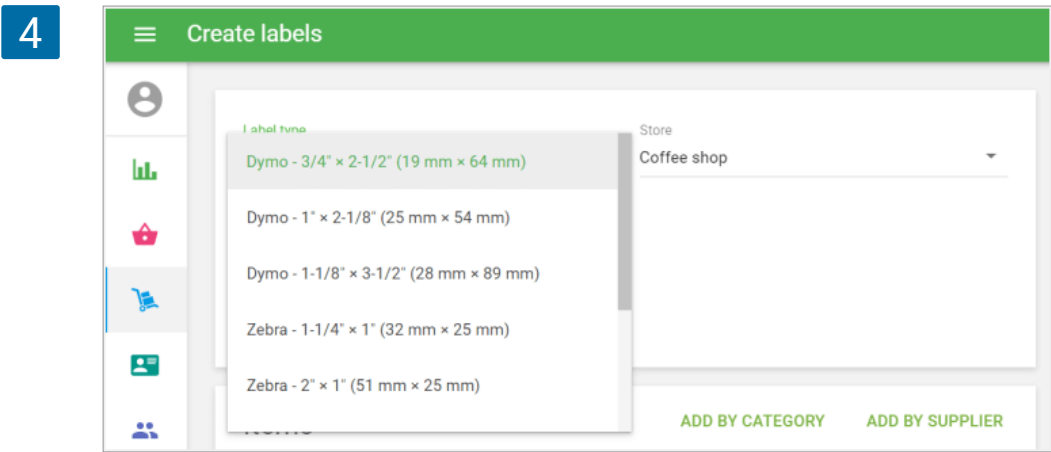 4
Create labels
Label type
Store
Dymo - 3/4" × 2-1/2" (19 mm × 64 mm)
Coffee shop
Dymo - 1" × 2-1/8" (25 mm × 54 mm)
Dymo - 1-1/8" × 3-1/2" (28 mm × 89 mm)
Zebra - 1-1/4" × 1" (32 mm × 25 mm)
Zebra - 2" × 1" (51 mm × 25 mm)
ADD BY CATEGORY
ADD BY SUPPLIER